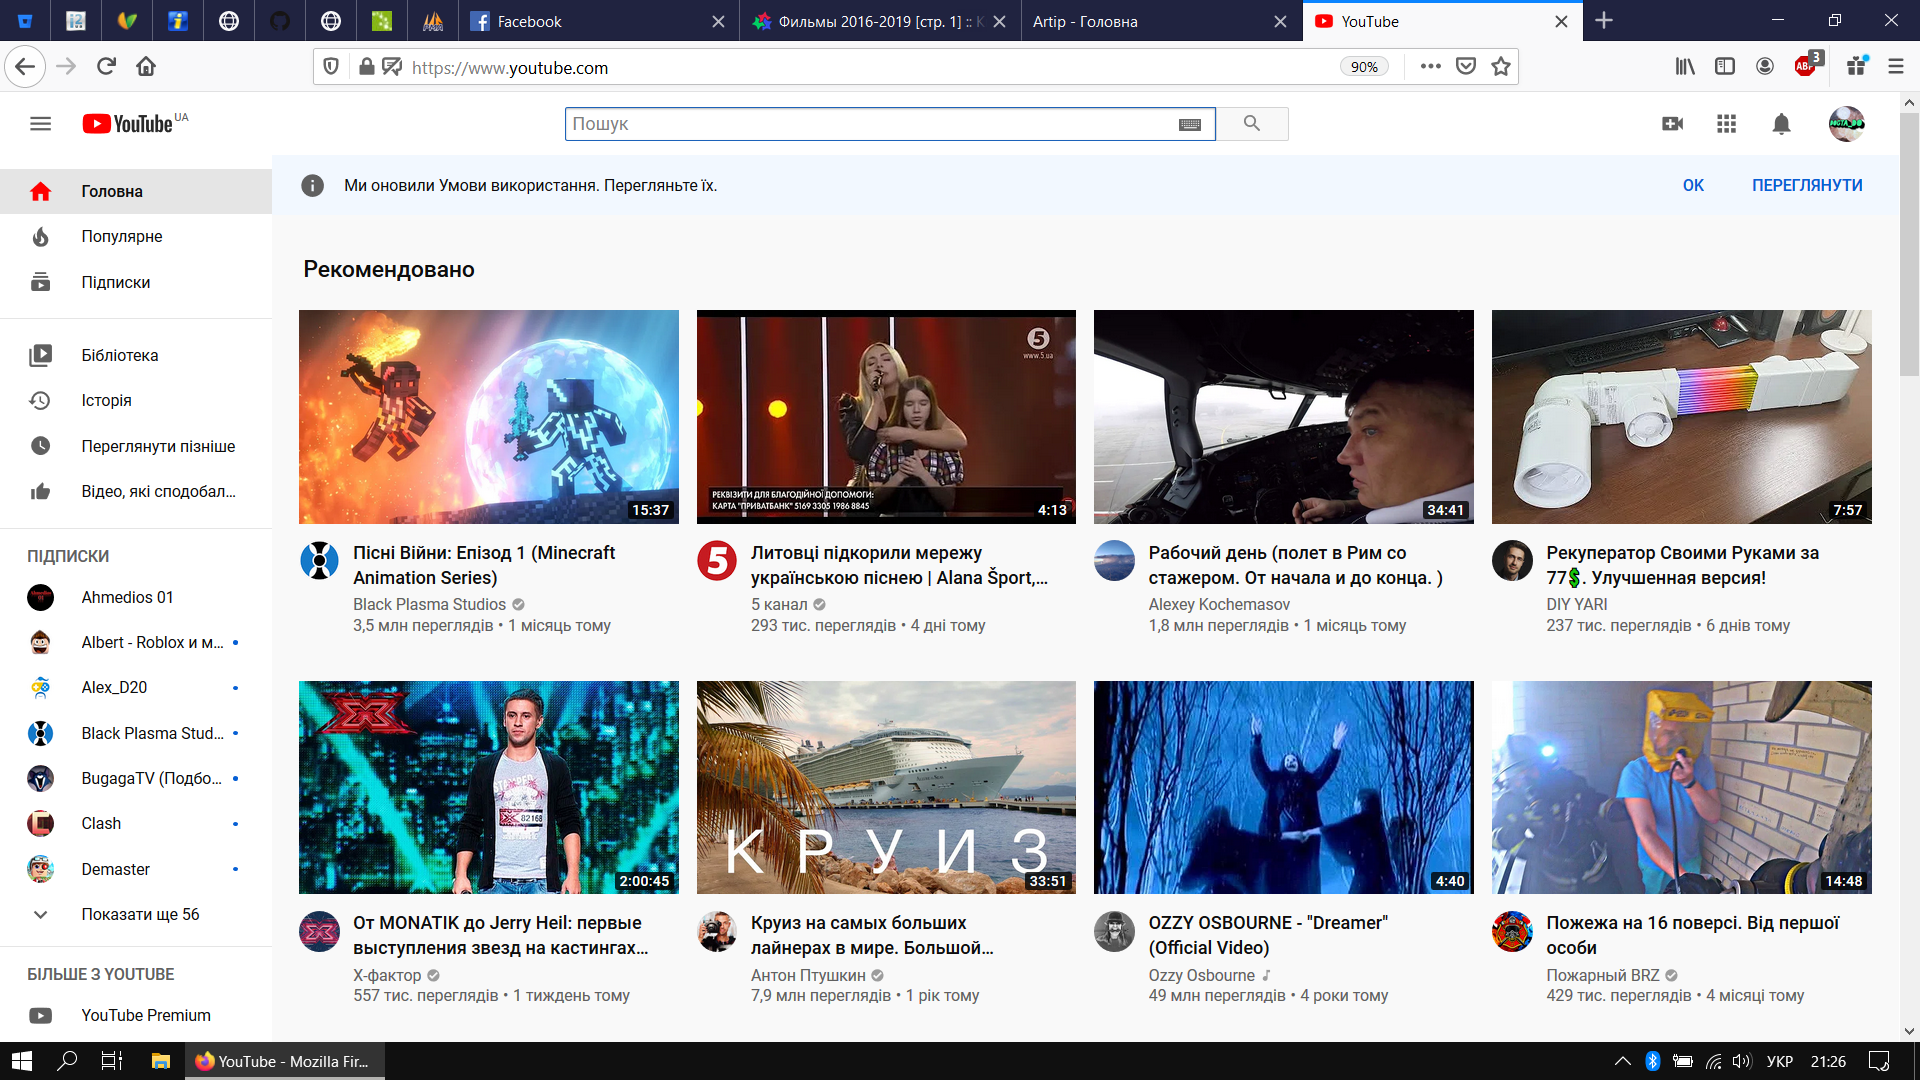 Facebook
Фильмы 2016-2019 [стр. 1] :: К
Artip - Головна
YouTube
https://www.youtube.com
90%
3
ABP
YouTube UA
Пошук
Ми оновили Умови використання. Перегляньте їх.
OK
ПЕРЕГЛЯНУТИ
Головна
Популярне
Підписки
Бібліотека
Історія
Переглянути пізніше
Відео, які сподобал...
ПІДПИСКИ
Ahmedios 01
Albert - Roblox и м...
Alex_D20
Black Plasma Stud...
BugagaTV (Подбо...
Clash
Demaster
Показати ще 56
БІЛЬШЕ З YOUTUBE
YouTube Premium
Рекомендовано
15:37
5
www.5.ua
РЕКВІЗИТИ ДЛЯ БЛАГОДІЙНОЇ ДОПОМОГИ:
КАРТА "ПРИВАТБАНК" 5169 3305 1986 8845
4:13
34:41
7:57
Пісні Війни: Епізод 1 (Minecraft
Animation Series)
Black Plasma Studios
3,5 млн переглядів • 1 місяць тому
5
Литовці підкорили мережу
українською піснею | Alana Šport,...
5 канал
293 тис. переглядів • 4 дні тому
Рабочий день (полет в Рим со
стажером. От начала и до конца. )
Alexey Kochemasov
1,8 млн переглядів • 1 місяць тому
Рекуператор Своими Руками за
77$. Улучшенная версия!
DIY YARI
237 тис. переглядів • 6 днів тому
X
82168
2:00:45
КРУИЗ
33:51
4:40
14:48
От MONATIK до Jerry Heil: первые
выступления звезд на кастингах...
Х-фактор
557 тис. переглядів • 1 тиждень тому
Круиз на самых больших
лайнерах в мире. Большой...
Антон Птушкин
7,9 млн переглядів • 1 рік тому
OZZY OSBOURNE - "Dreamer"
(Official Video)
Ozzy Osbourne
49 млн переглядів • 4 роки тому
Пожежа на 16 поверсі. Від першої
особи
Пожарный BRZ
429 тис. переглядів • 4 місяці тому
YouTube - Mozilla Fir...
УКР
21:26